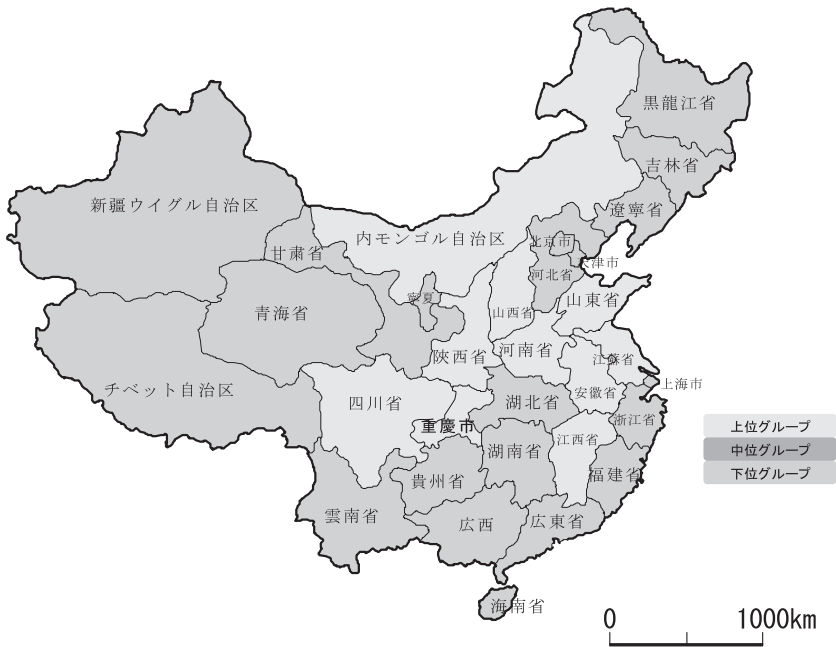 黒龍江省
吉林省
遼寧省
新疆ウイグル自治区
内モンゴル自治区
甘粛省
北京市
天津市
河北省
寧夏
山東省
青海省
山西省
陝西省
河南省
江蘇省
チベット自治区
四川省
湖北省
安徽省
上海市
重慶市
浙江省
江西省
湖南省
貴州省
福建省
雲南省
広西
広東省
海南省
上位グループ
中位グループ
下位グループ
0 1000km